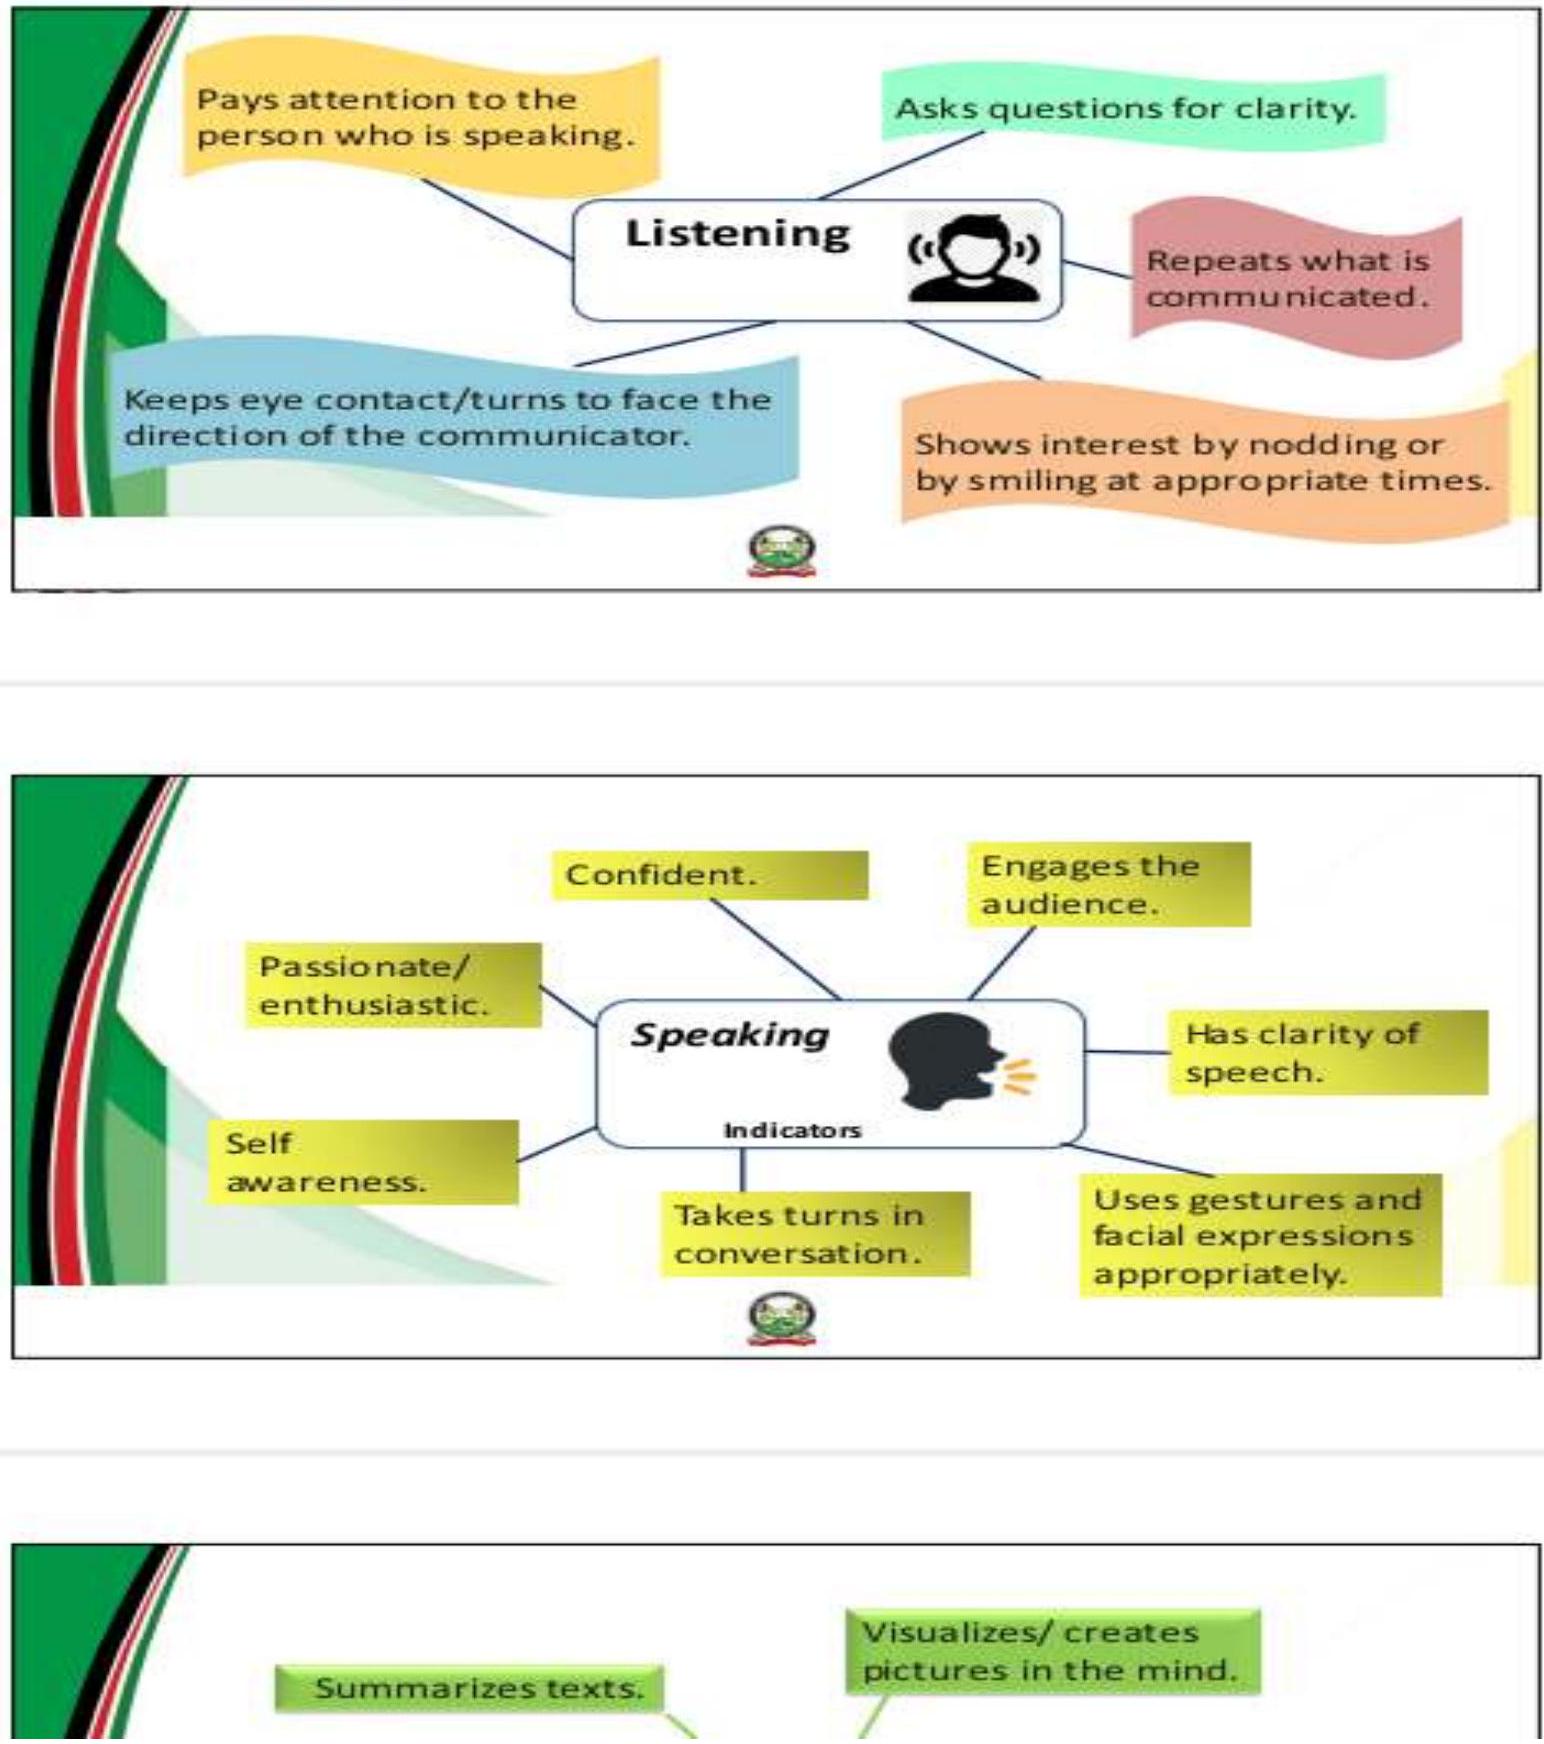 Pays attention to the
person who is speaking.
Asks questions for clarity.
Listening
Repeats what is
communicated.
Keeps eye contact/turns to face the
direction of the communicator.
Shows interest by nodding or
by smiling at appropriate times.
Confident.
Engages the
audience.
Passionate/
enthusiastic.
Speaking
Has clarity of
speech.
Indicators
Self
awareness.
Takes turns in
conversation.
Uses gestures and
facial expressions
appropriately.
Visualizes/ creates
pictures in the mind.
Summarizes texts.